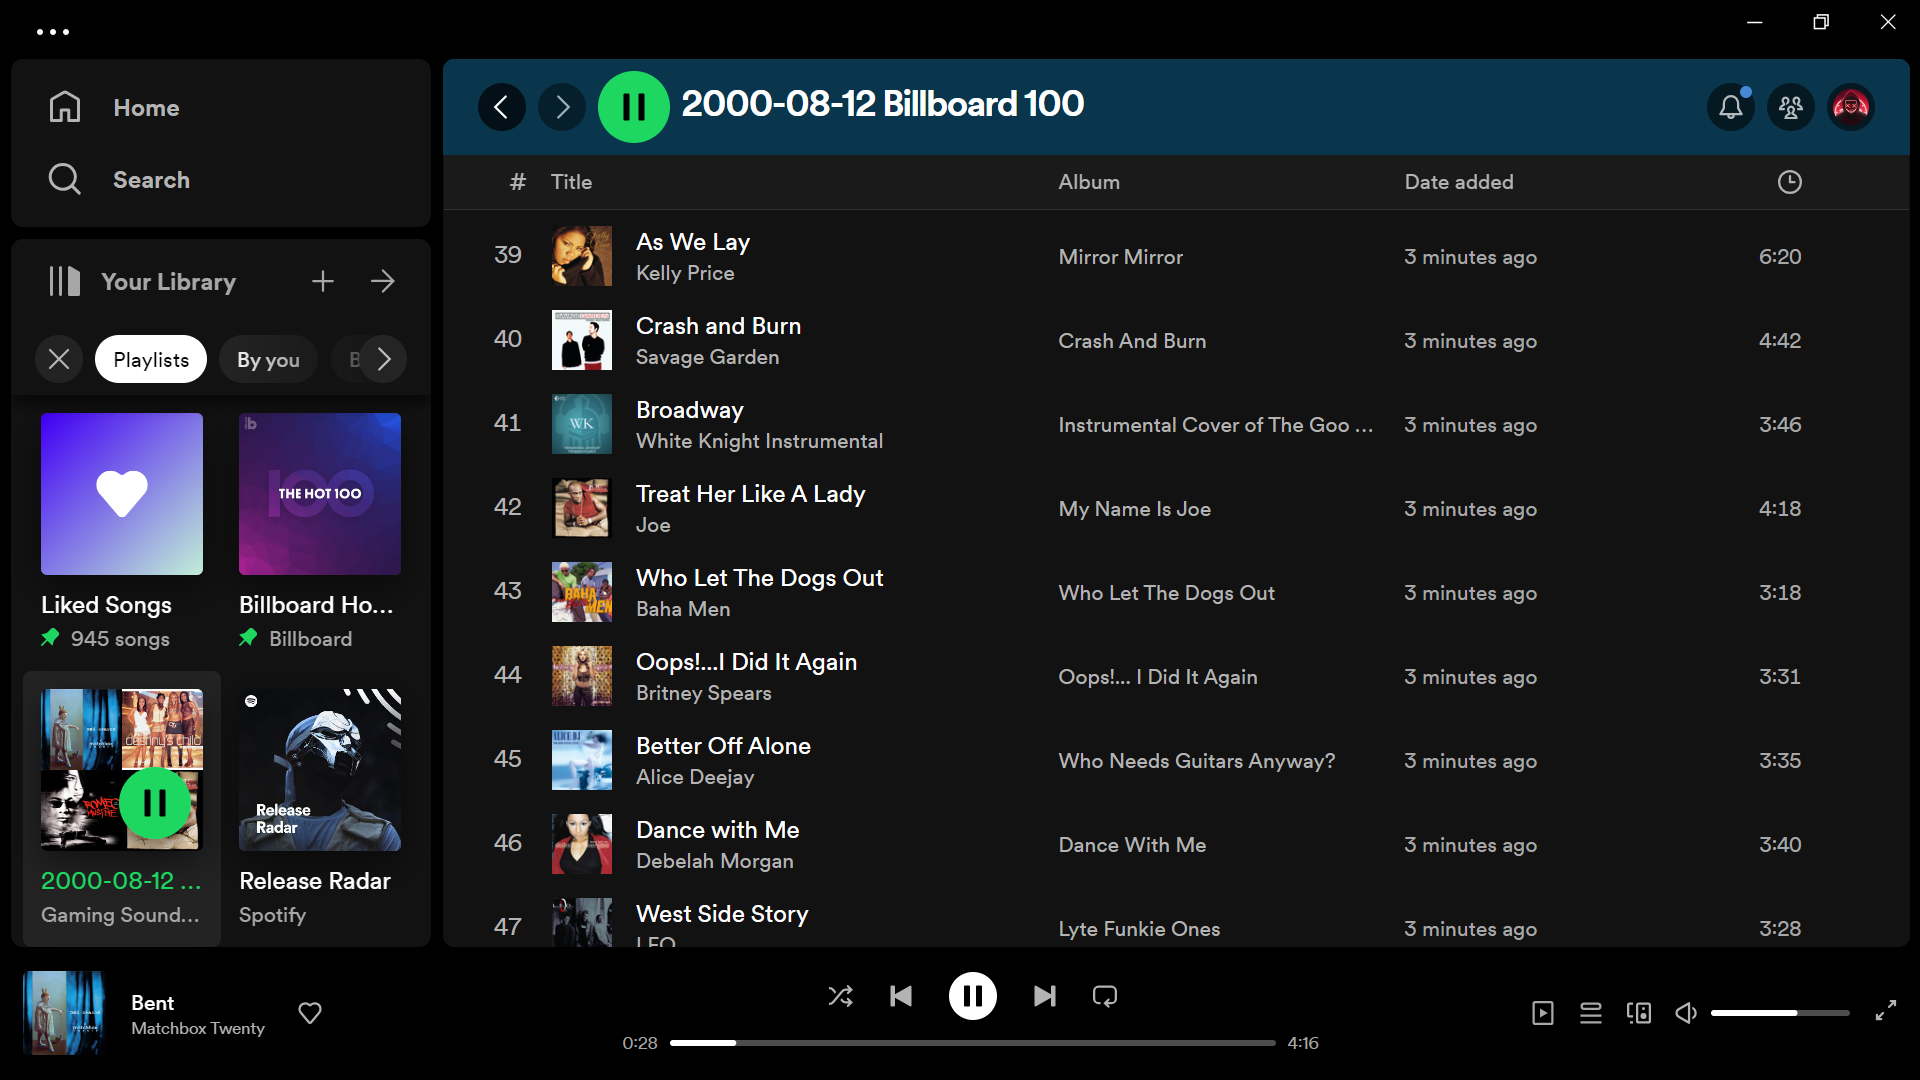 Home
Search
Your Library
Playlists
By you
B
THE HOT 100
Liked Songs
945 songs
Billboard Ho...
Billboard
destiny's child
2000-08-12 ...
Gaming Sound...
Release
Radar
Release Radar
Spotify
2000-08-12 Billboard 100
# Title Album Date added
39 As We Lay Kelly Price Mirror Mirror 3 minutes ago 6:20
40 Crash and Burn Savage Garden Crash And Burn 3 minutes ago 4:42
WK
41 Broadway White Knight Instrumental Instrumental Cover of The Goo ... 3 minutes ago 3:46
42 Treat Her Like A Lady Joe My Name Is Joe 3 minutes ago 4:18
BAHA
MEN
43 Who Let The Dogs Out Baha Men Who Let The Dogs Out 3 minutes ago 3:18
44 Oops!...I Did It Again Britney Spears Oops!... I Did It Again 3 minutes ago 3:31
45 Better Off Alone Alice Deejay Who Needs Guitars Anyway? 3 minutes ago 3:35
46 Dance with Me Debelah Morgan Dance With Me 3 minutes ago 3:40
47 West Side Story LFO Lyte Funkie Ones 3 minutes ago 3:28
Bent
Matchbox Twenty
0:28
4:16